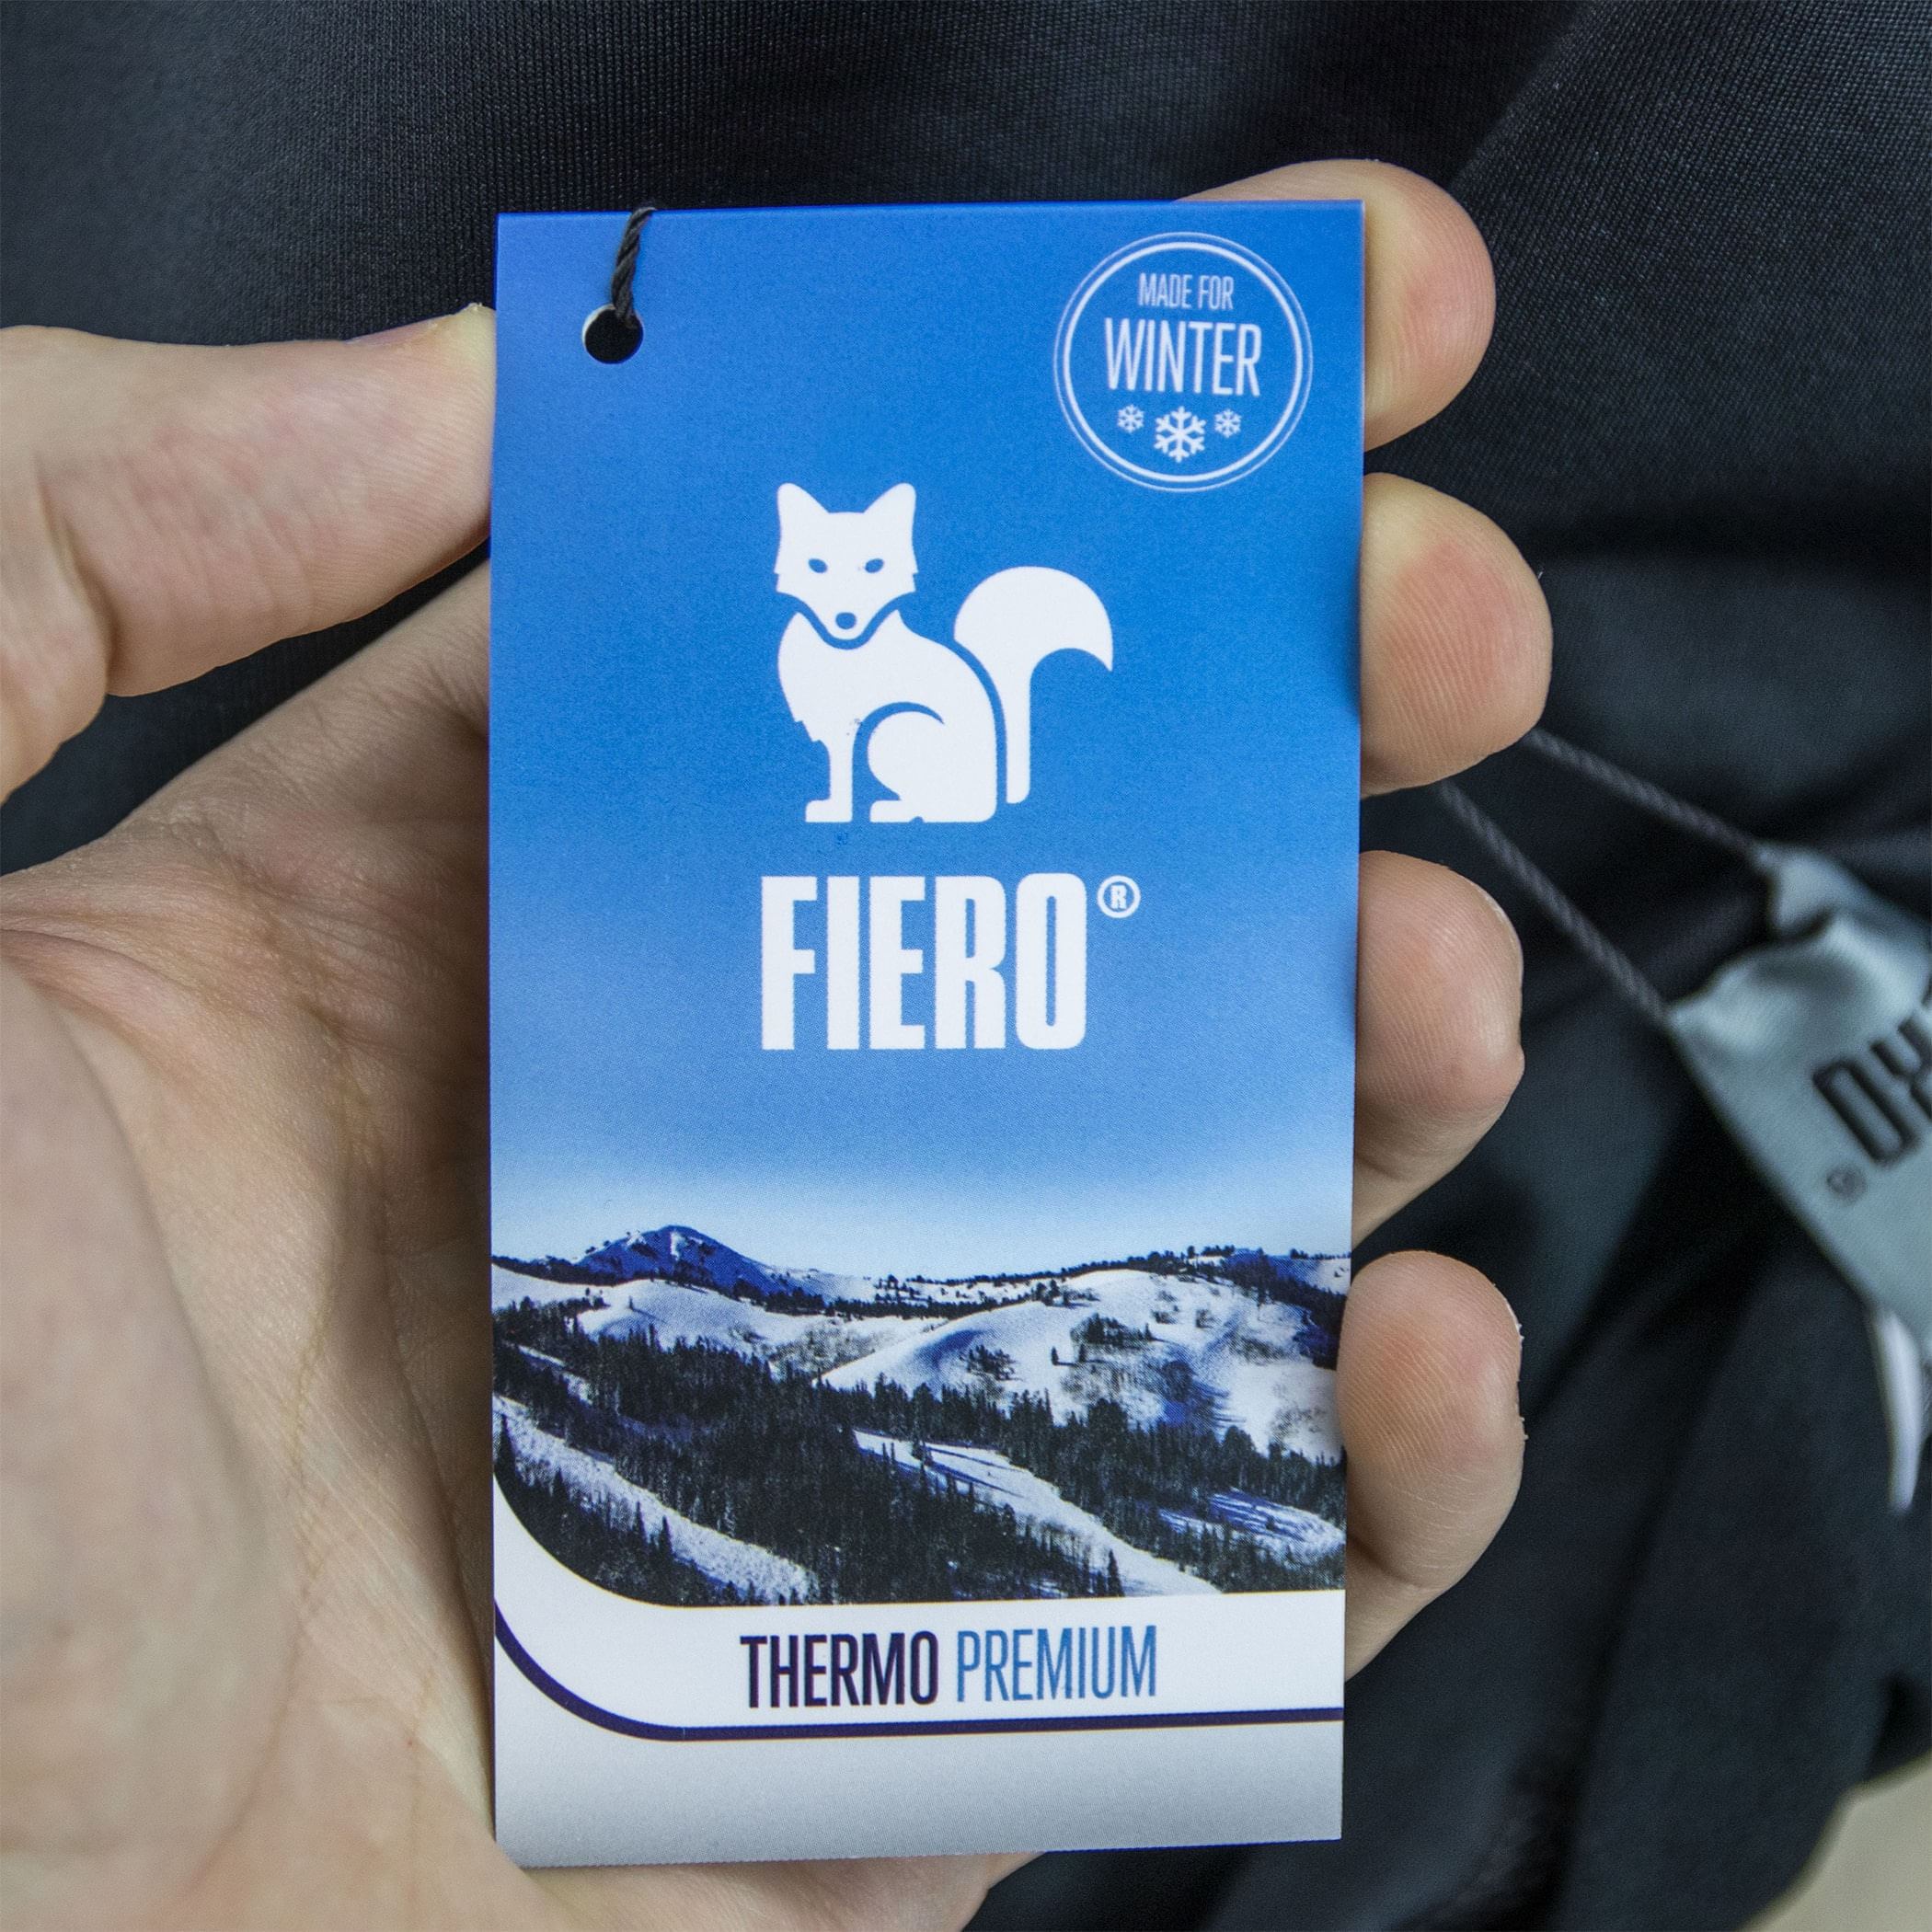 MADE FOR
WINTER
FIERO®
THERMO PREMIUM